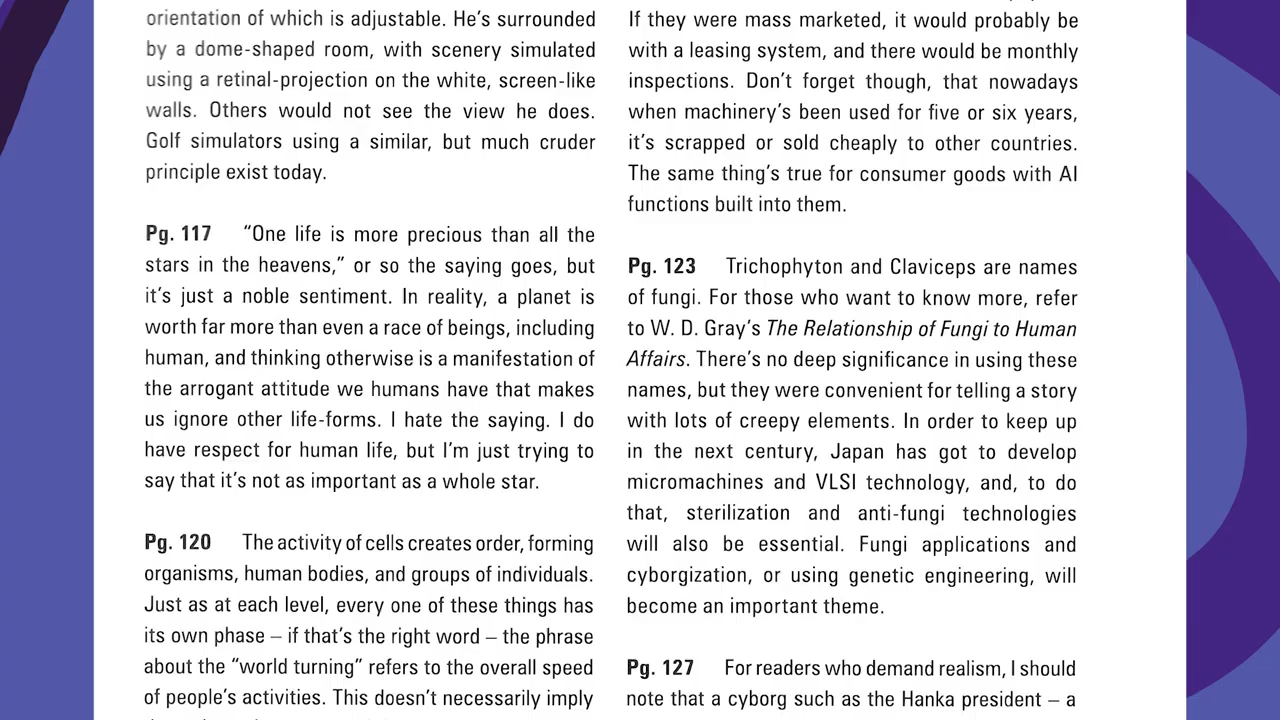 orientation of which is adjustable. He’s surrounded
by a dome-shaped room, with scenery simulated
using a retinal-projection on the white, screen-like
walls. Others would not see the view he does.
Golf simulators using a similar, but much cruder
principle exist today.
Pg. 117 “One life is more precious than all the
stars in the heavens,” or so the saying goes, but
it’s just a noble sentiment. In reality, a planet is
worth far more than even a race of beings, including
human, and thinking otherwise is a manifestation of
the arrogant attitude we humans have that makes
us ignore other life-forms. I hate the saying. I do
have respect for human life, but I’m just trying to
say that it’s not as important as a whole star.
Pg. 120 The activity of cells creates order, forming
organisms, human bodies, and groups of individuals.
Just as at each level, every one of these things has
its own phase – if that’s the right word – the phrase
about the “world turning” refers to the overall speed
of people’s activities. This doesn’t necessarily imply
If they were mass marketed, it would probably be
with a leasing system, and there would be monthly
inspections. Don’t forget though, that nowadays
when machinery’s been used for five or six years,
it’s scrapped or sold cheaply to other countries.
The same thing’s true for consumer goods with AI
functions built into them.
Pg. 123 Trichophyton and Claviceps are names
of fungi. For those who want to know more, refer
to W. D. Gray’s The Relationship of Fungi to Human
Affairs. There’s no deep significance in using these
names, but they were convenient for telling a story
with lots of creepy elements. In order to keep up
in the next century, Japan has got to develop
micromachines and VLSI technology, and, to do
that, sterilization and anti-fungi technologies
will also be essential. Fungi applications and
cyborgization, or using genetic engineering, will
become an important theme.
Pg. 127 For readers who demand realism, I should
note that a cyborg such as the Hanka president – a